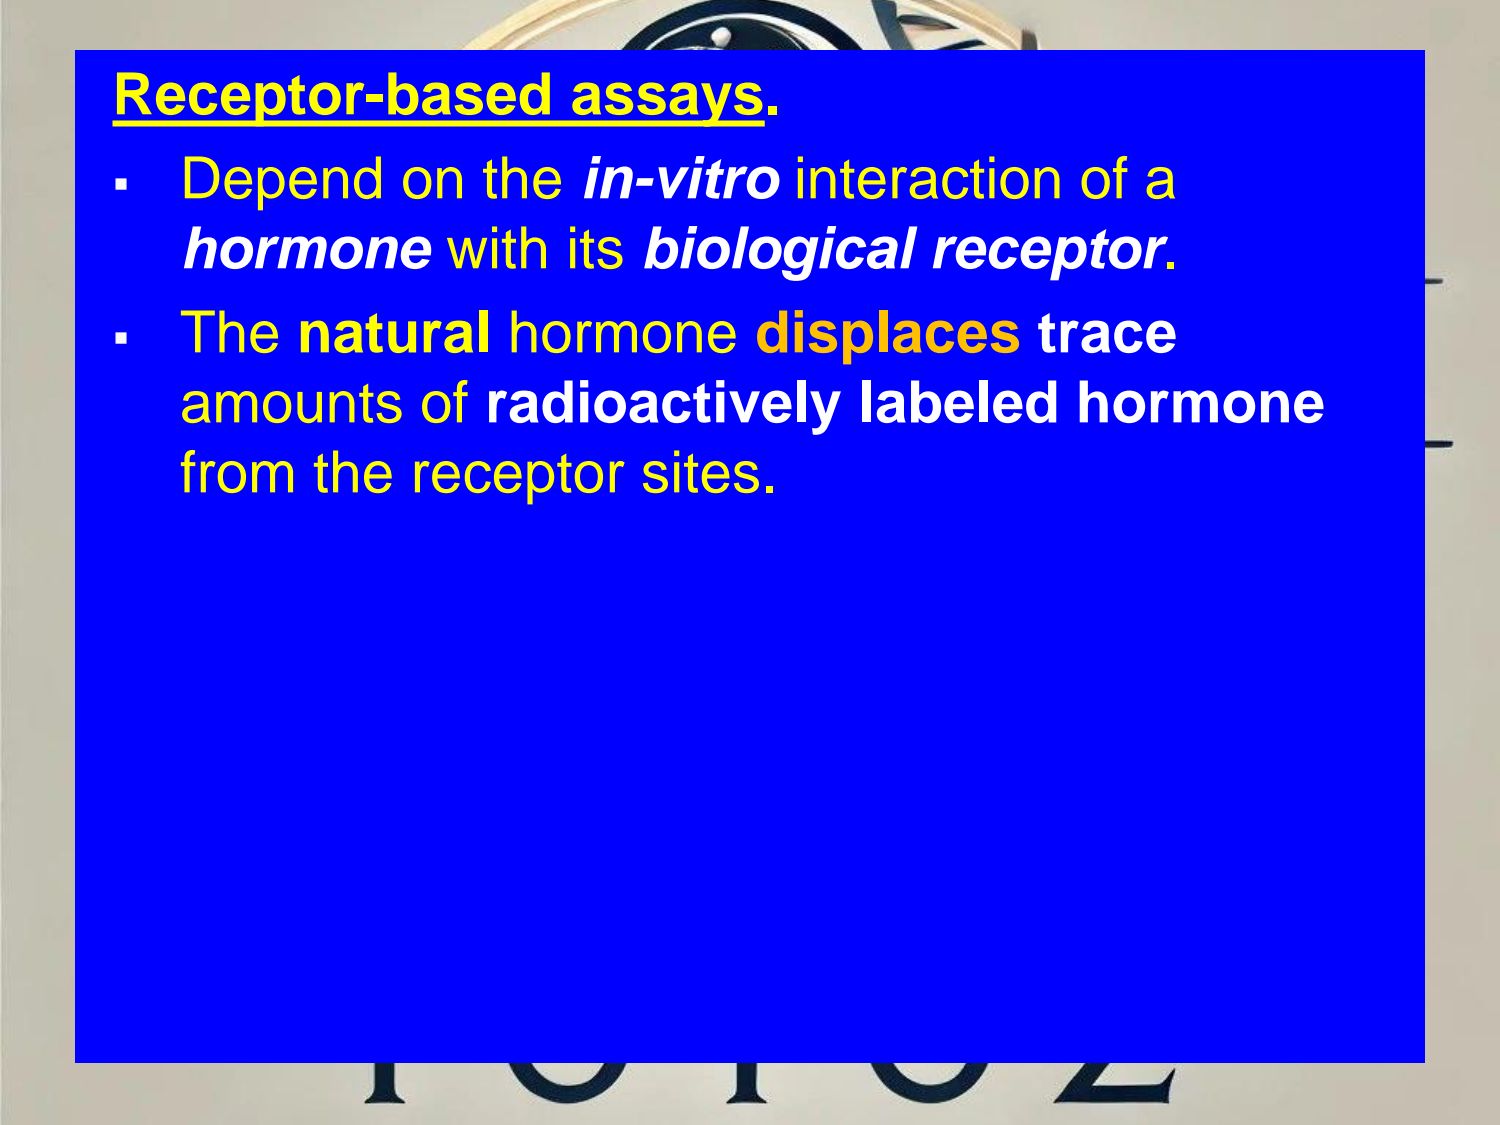 Receptor-based assays.
▪ Depend on the in-vitro interaction of a
hormone with its biological receptor.
▪ The natural hormone displaces trace
amounts of radioactively labeled hormone
from the receptor sites.